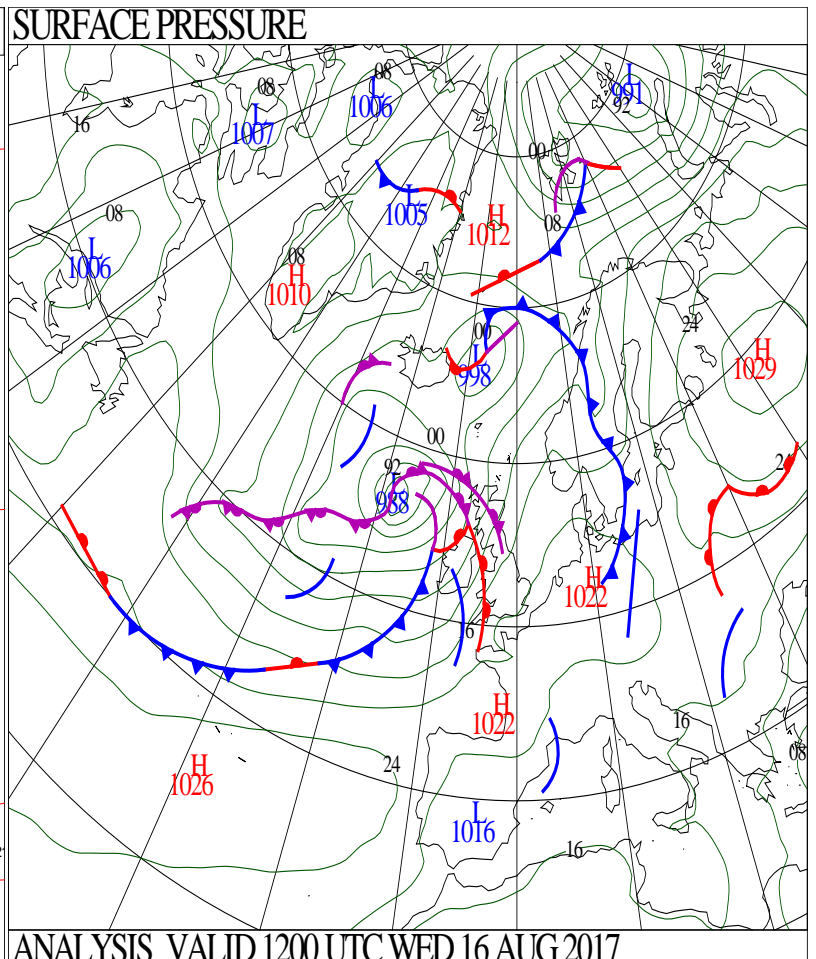 SURFACE PRESSURE
08
L
1006
L
991
92
08
L
1007
16
00
L
1005
H
1012
08
08
L
1006
08
H
1010
24
00
L
998
H
1029
00
24
92
L
988
H
1022
16
H
1022
16
08
H
1026
24
L
1016
16
ANALYSIS VALID 1200 UTC WED 16 AUG 2017